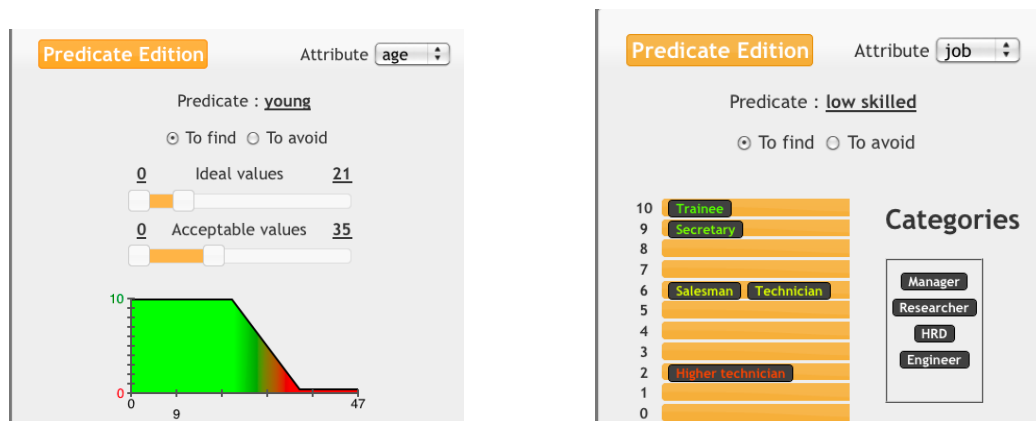 Predicate Edition Attribute age
Predicate : young
To find To avoid
0 Ideal values 21
0 Acceptable values 35
10
0
0 47
9
Predicate Edition Attribute job
Predicate : low skilled
To find To avoid
10 Trainee
9 Secretary
8
7
6 Salesman Technician
5
4
3
2 Higher technician
1
0
Categories
Manager
Researcher
HRD
Engineer